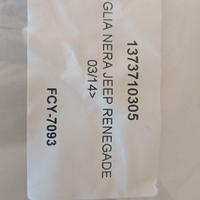 1373710305
GLIA NERA JEEP RENEGADE
03/14>
FCY-7093